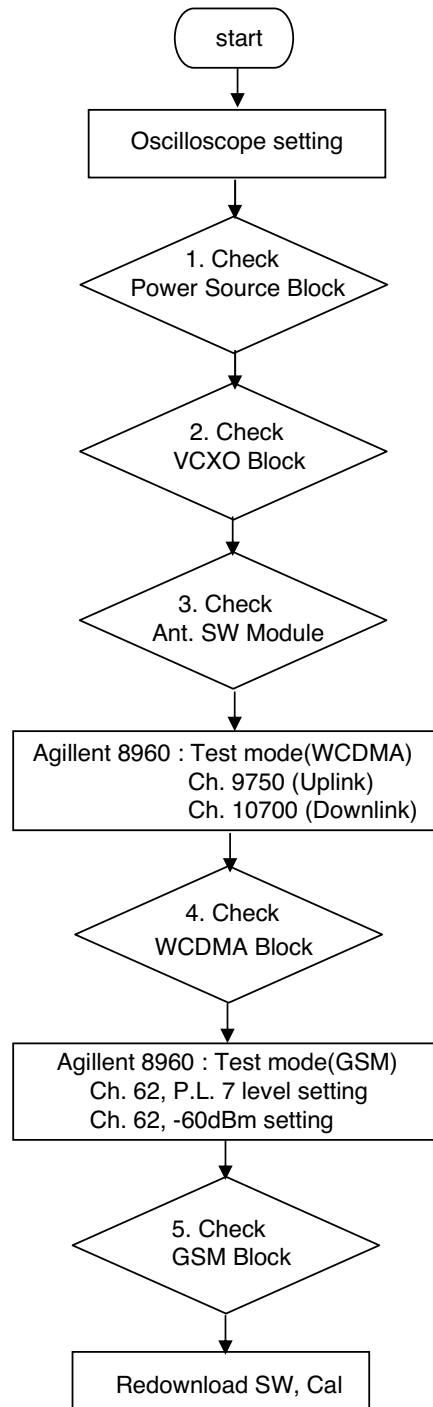 start
Oscilloscope setting
1. Check
Power Source Block
2. Check
VCXO Block
3. Check
Ant. SW Module
Agillent 8960 : Test mode(WCDMA)
Ch. 9750 (Uplink)
Ch. 10700 (Downlink)
4. Check
WCDMA Block
Agillent 8960 : Test mode(GSM)
Ch. 62, P.L. 7 level setting
Ch. 62, -60dBm setting
5. Check
GSM Block
Redownload SW, Cal